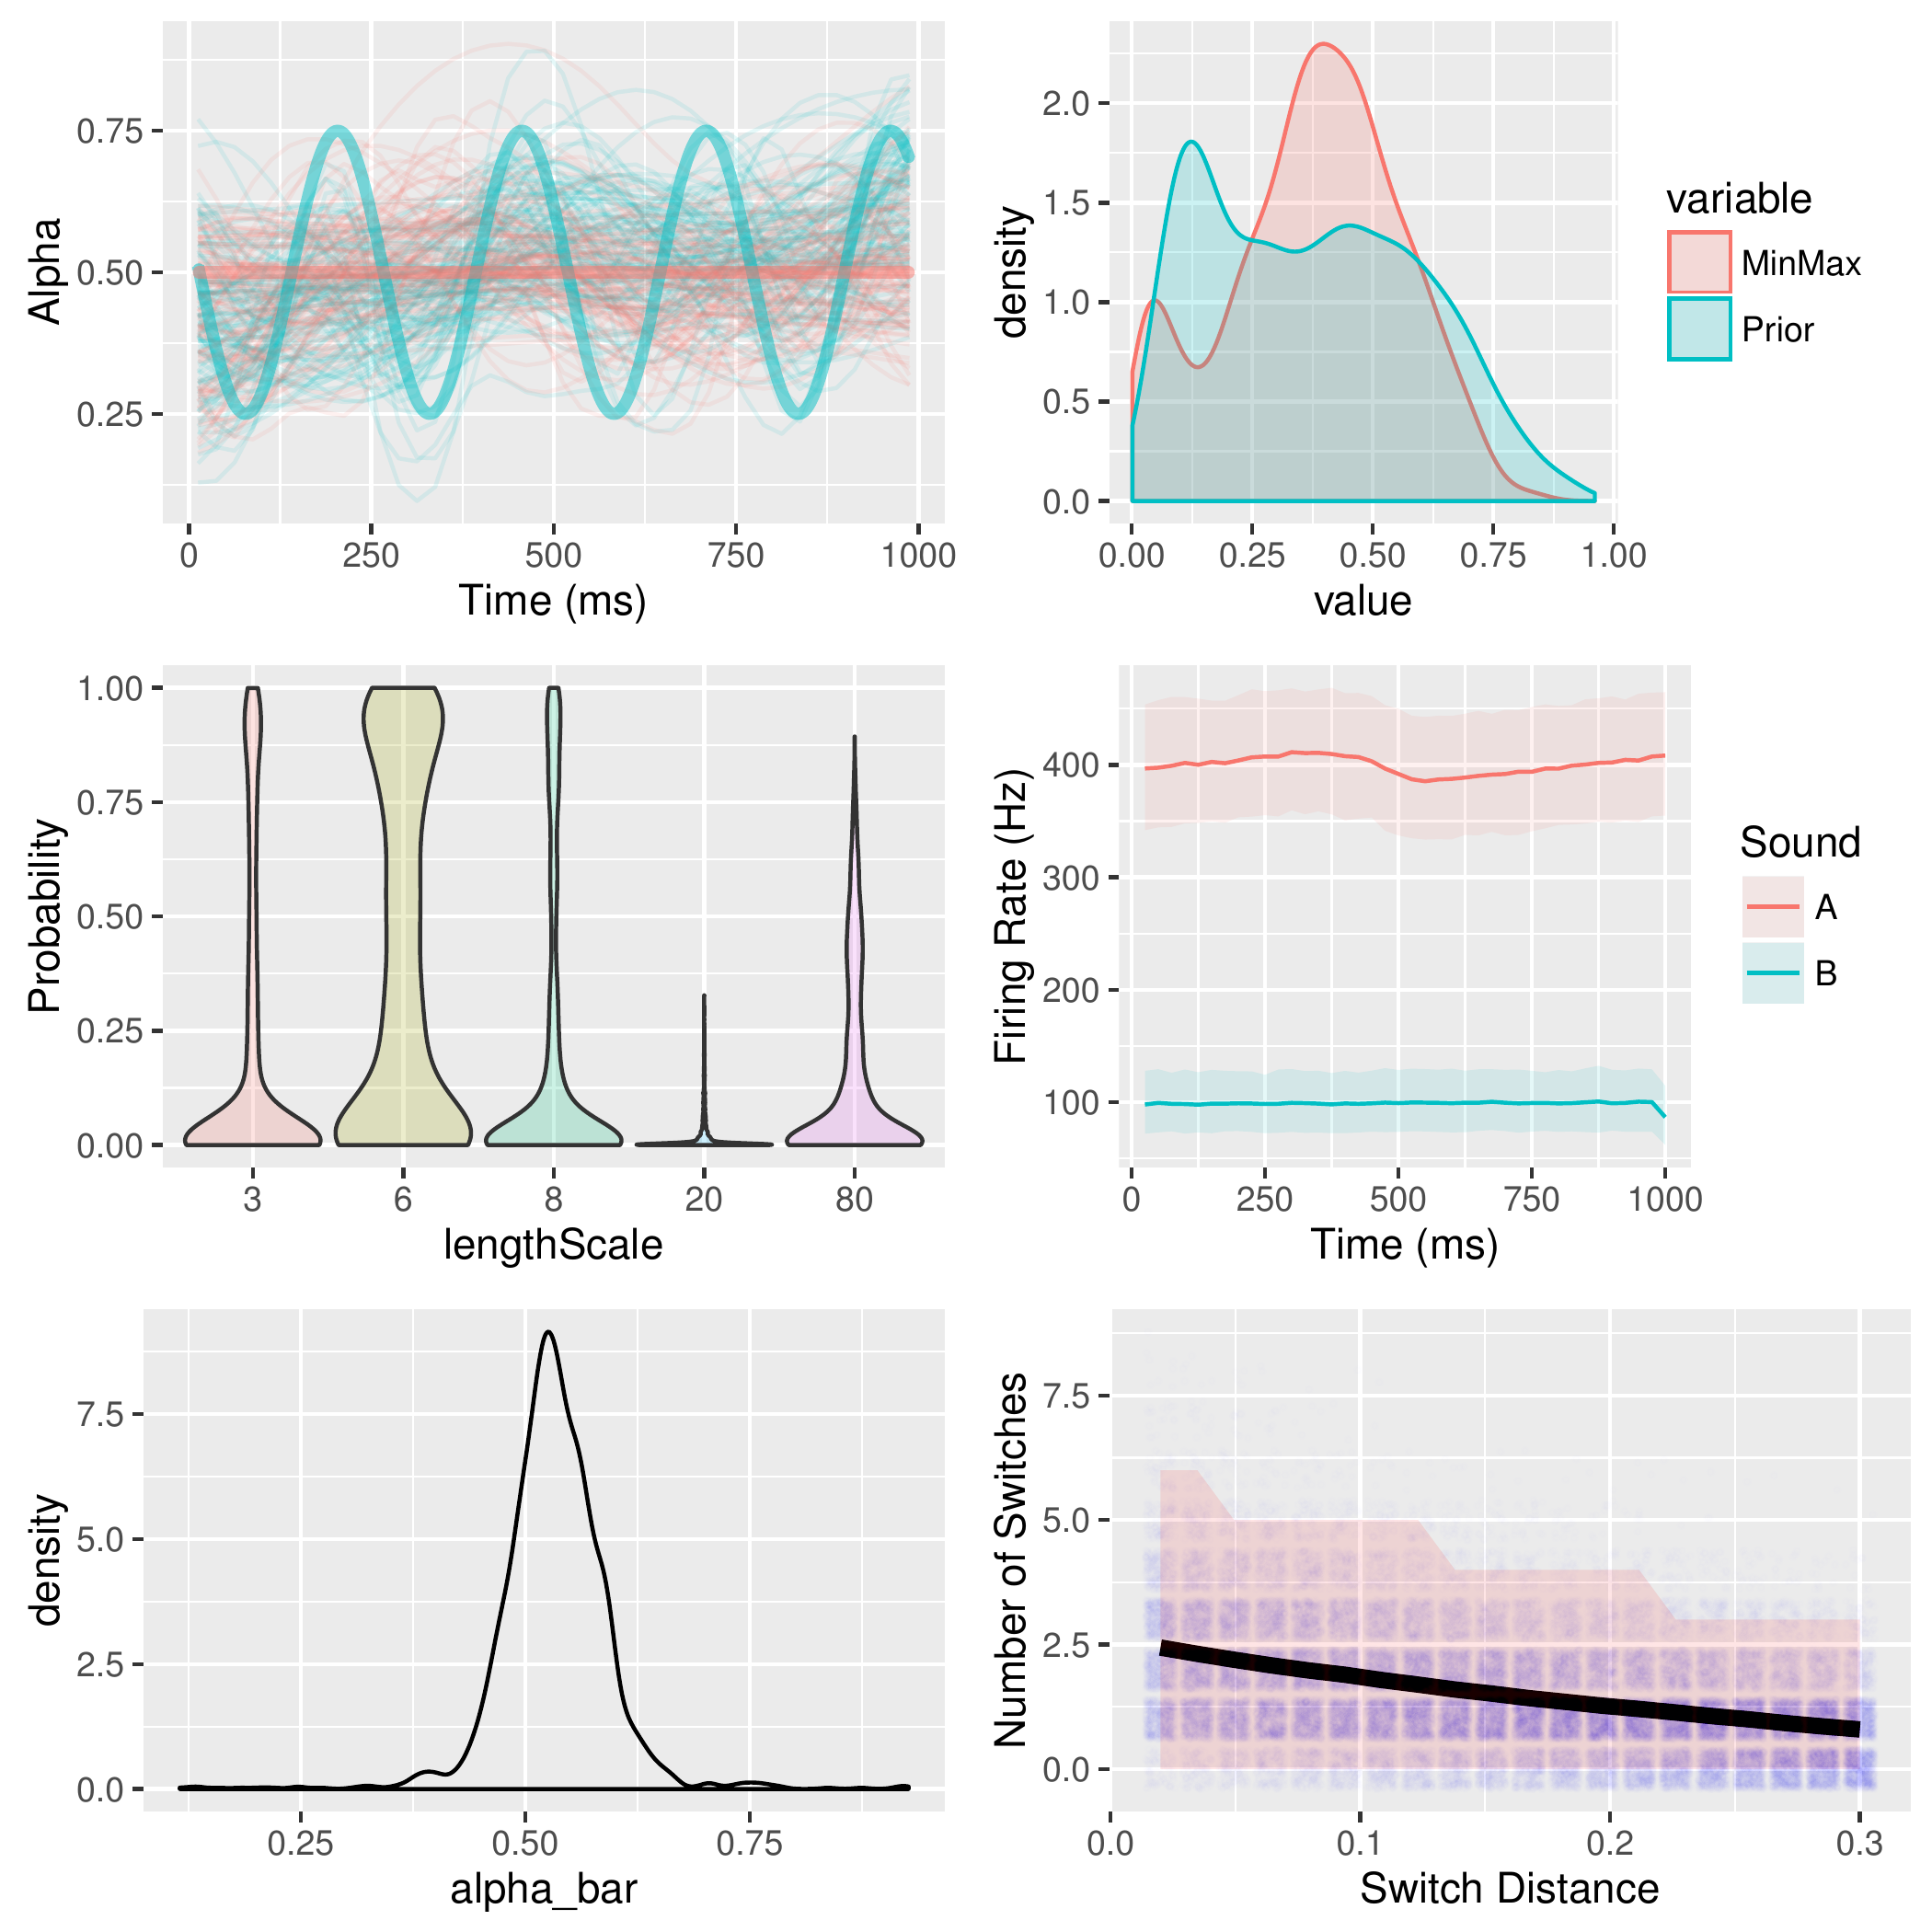 0.75
0.50
0.25
Alpha
0 250 500 750 1000
Time (ms)
2.0
1.5
1.0
0.5
0.0
density
0.00 0.25 0.50 0.75 1.00
value
variable
MinMax
Prior
1.00
0.75
0.50
0.25
0.00
Probability
3 6 8 20 80
lengthScale
400
300
200
100
Firing Rate (Hz)
0 250 500 750 1000
Time (ms)
Sound
A
B
7.5
5.0
2.5
0.0
density
0.25 0.50 0.75
alpha_bar
7.5
5.0
2.5
0.0
Number of Switches
0.0 0.1 0.2 0.3
Switch Distance